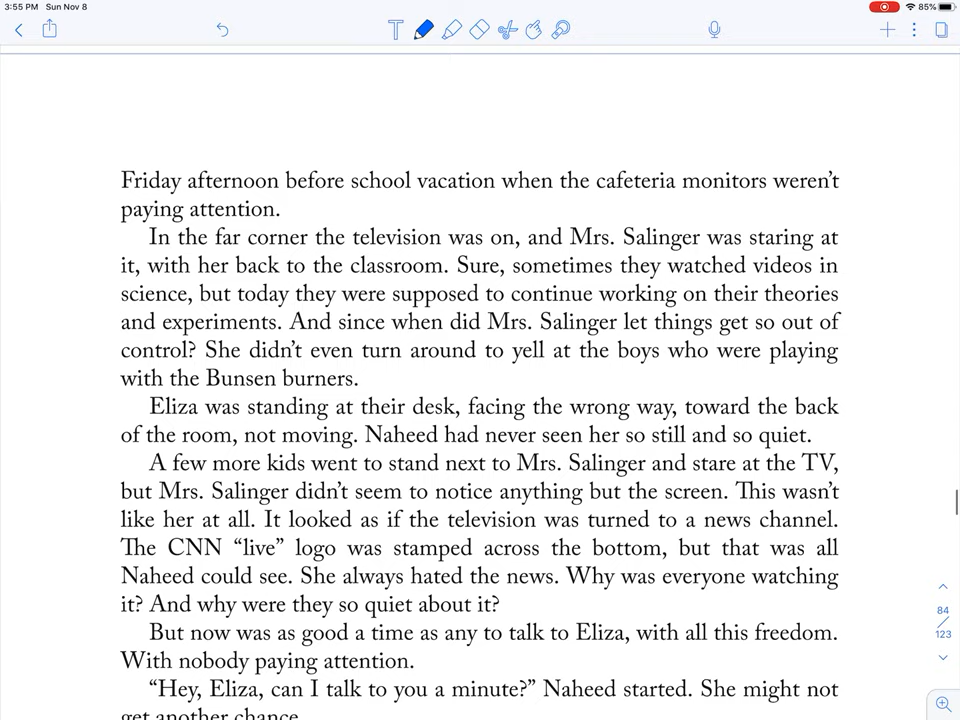 3:55 PM Sun Nov 8
85%
T
Friday afternoon before school vacation when the cafeteria monitors weren’t
paying attention.
In the far corner the television was on, and Mrs. Salinger was staring at
it, with her back to the classroom. Sure, sometimes they watched videos in
science, but today they were supposed to continue working on their theories
and experiments. And since when did Mrs. Salinger let things get so out of
control? She didn’t even turn around to yell at the boys who were playing
with the Bunsen burners.
Eliza was standing at their desk, facing the wrong way, toward the back
of the room, not moving. Naheed had never seen her so still and so quiet.
A few more kids went to stand next to Mrs. Salinger and stare at the TV,
but Mrs. Salinger didn’t seem to notice anything but the screen. This wasn’t
like her at all. It looked as if the television was turned to a news channel.
The CNN “live” logo was stamped across the bottom, but that was all
Naheed could see. She always hated the news. Why was everyone watching
it? And why were they so quiet about it?
But now was as good a time as any to talk to Eliza, with all this freedom.
With nobody paying attention.
“Hey, Eliza, can I talk to you a minute?” Naheed started. She might not
get another chance.
84
123